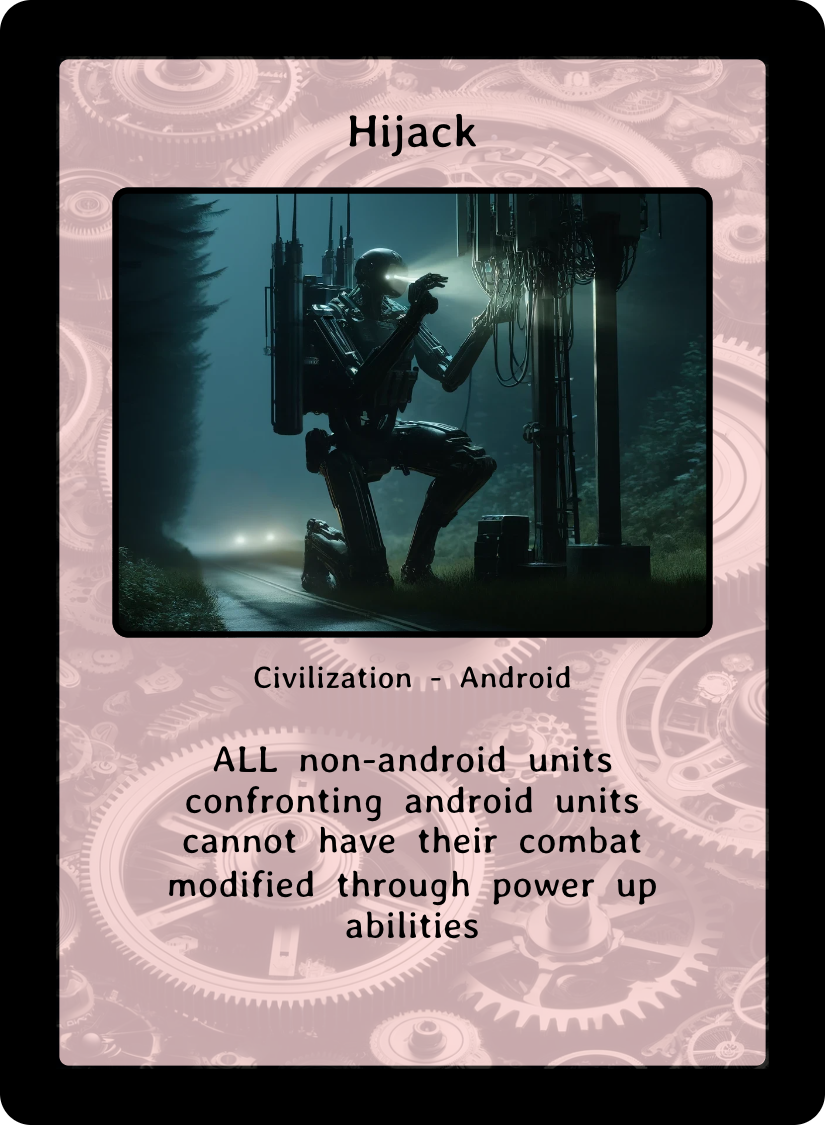 Hijack
Civilization - Android
ALL non-android units
confronting android units
cannot have their combat
modified through power up
abilities